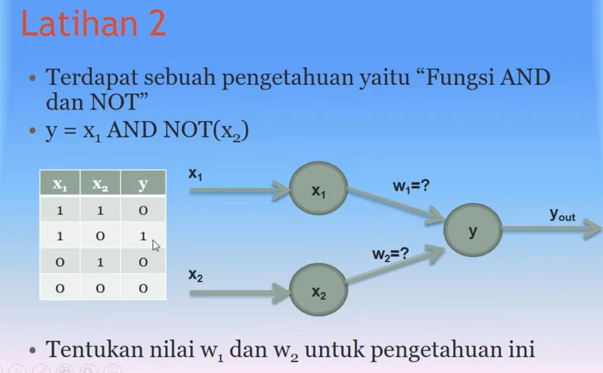 Latihan 2
• Terdapat sebuah pengetahuan yaitu “Fungsi AND
dan NOT”
• y = x₁ AND NOT(x₂)
x₁ x₂ y
1 1 0
1 0 1
0 1 0
0 0 0
x₁
x₁
w₁=?
y
yout
w₂=?
x₂
x₂
• Tentukan nilai w₁ dan w₂ untuk pengetahuan ini